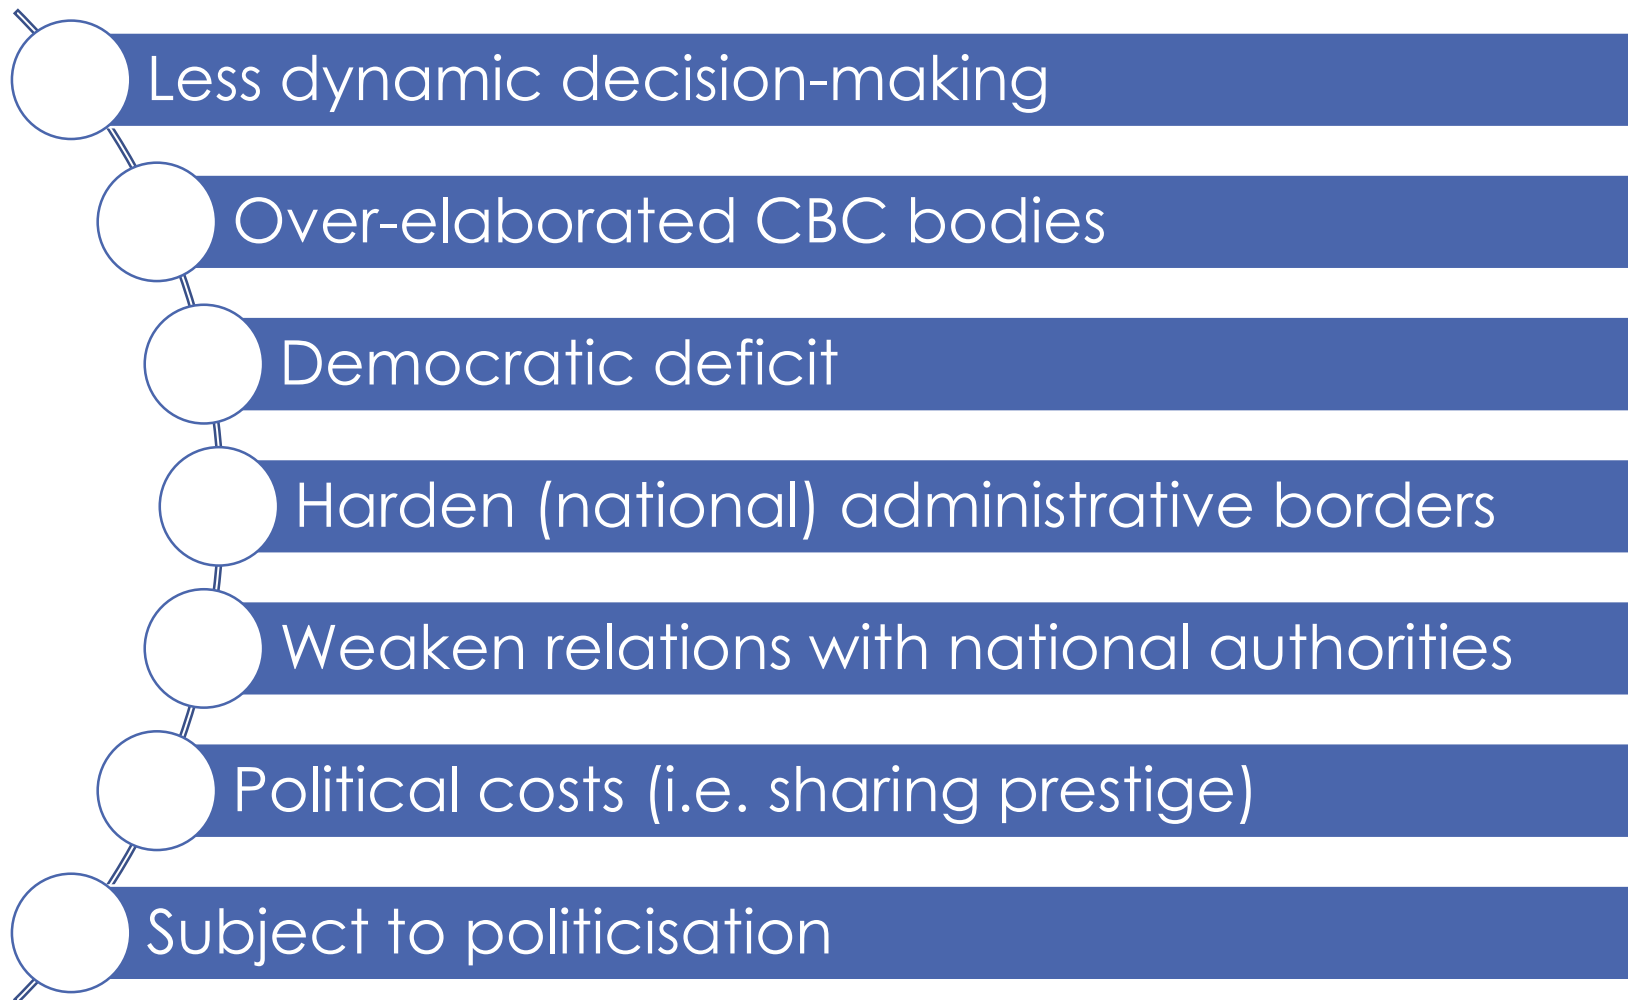 Less dynamic decision-making
Over-elaborated CBC bodies
Democratic deficit
Harden (national) administrative borders
Weaken relations with national authorities
Political costs (i.e. sharing prestige)
Subject to politicisation